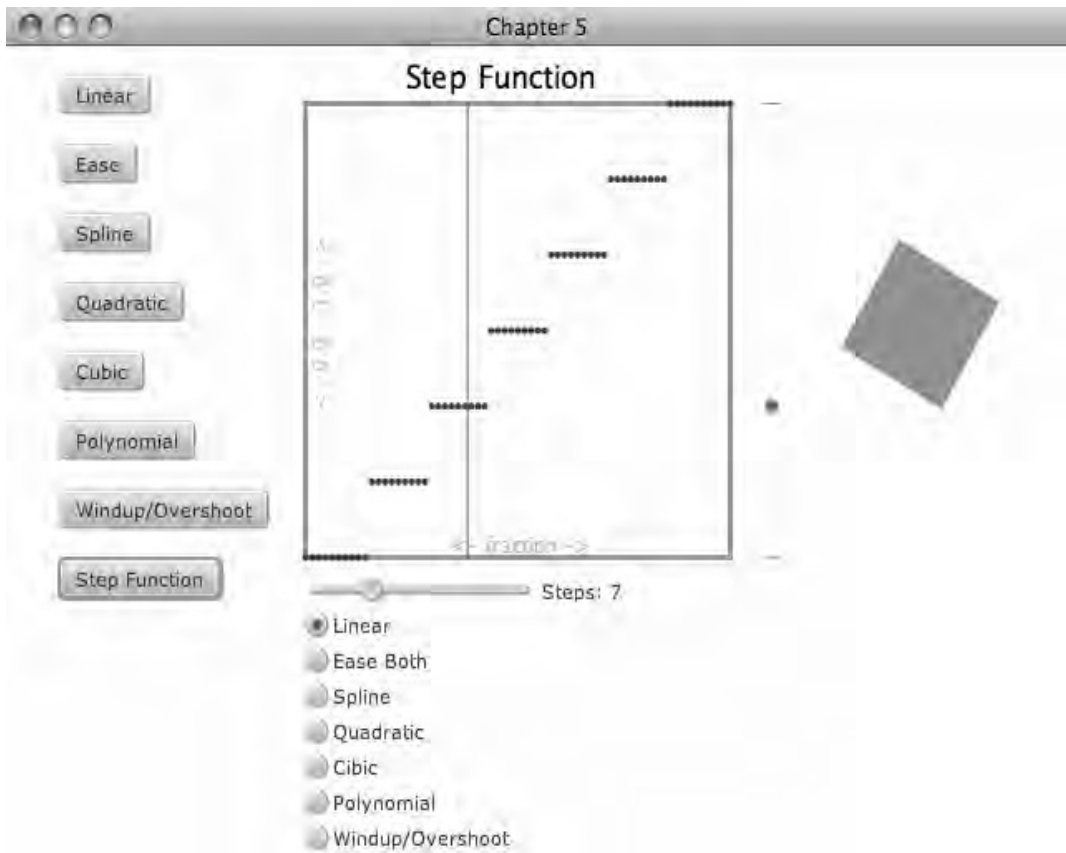 Chapter 5
Step Function
Linear
Ease
Spline
Quadratic
Cubic
Polynomial
Windup/Overshoot
Step Function
<- fraction ->
Steps: 7
Linear
Ease Both
Spline
Quadratic
Cibic
Polynomial
Windup/Overshoot